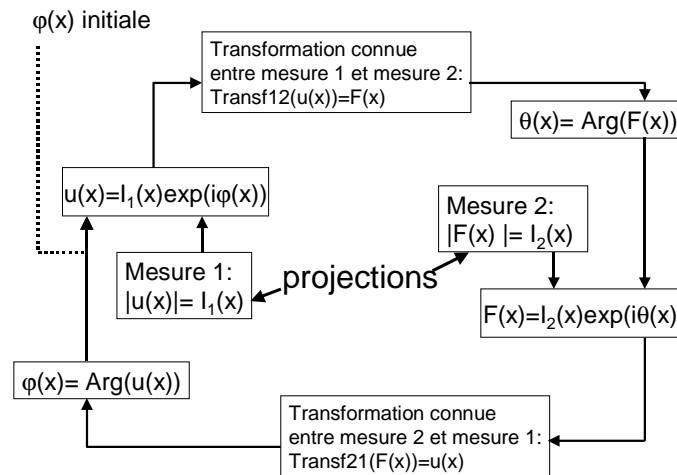 φ(x) initiale
Transformation connue
entre mesure 1 et mesure 2:
Transf12(u(x))=F(x)
θ(x)= Arg(F(x))
u(x)=I₁(x)exp(iφ(x))
Mesure 2:
|F(x) |= I₂(x)
Mesure 1:
|u(x)|= I₁(x)
projections
F(x)=I₂(x)exp(iθ(x)
φ(x)= Arg(u(x))
Transformation connue
entre mesure 2 et mesure 1:
Transf21(F(x))=u(x)